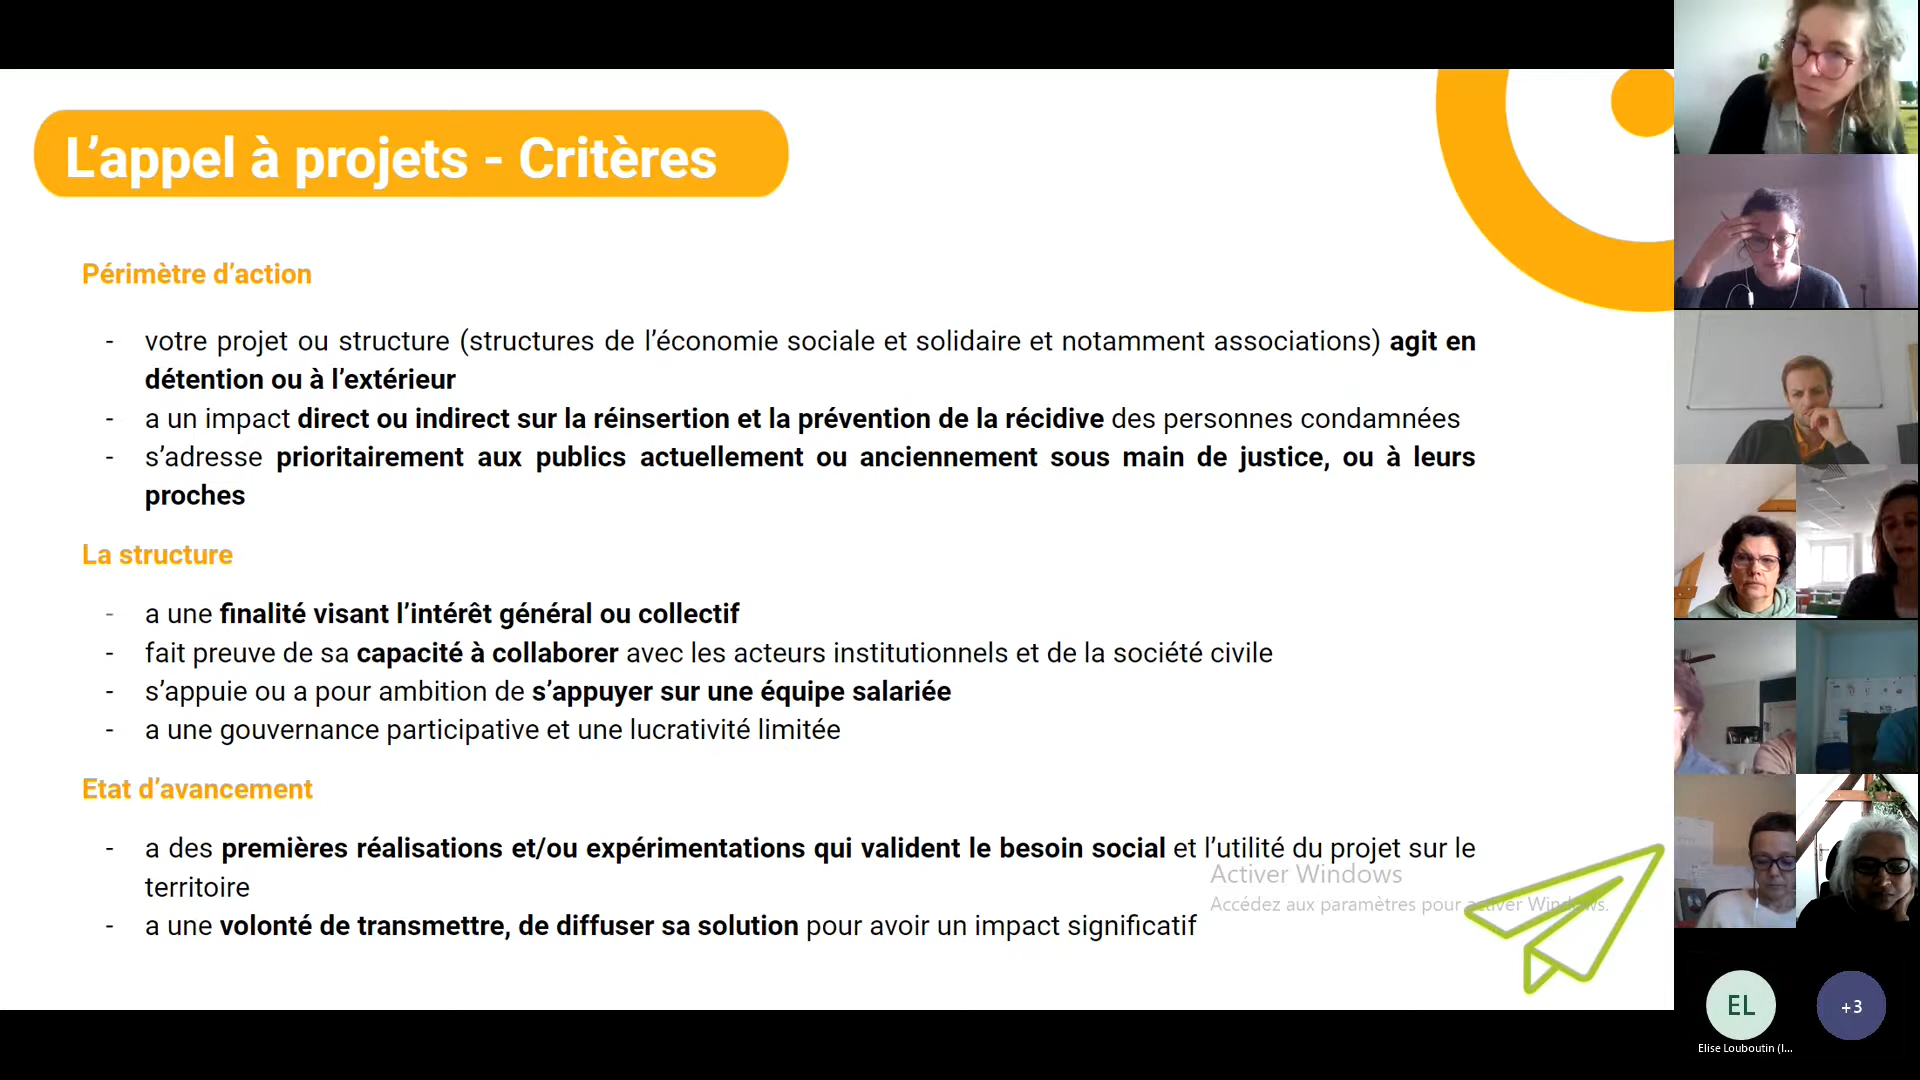 L’appel à projets - Critères
Périmètre d’action
- votre projet ou structure (structures de l’économie sociale et solidaire et notamment associations) agit en
détention ou à l’extérieur
- a un impact direct ou indirect sur la réinsertion et la prévention de la récidive des personnes condamnées
- s’adresse prioritairement aux publics actuellement ou anciennement sous main de justice, ou à leurs
proches
La structure
- a une finalité visant l’intérêt général ou collectif
- fait preuve de sa capacité à collaborer avec les acteurs institutionnels et de la société civile
- s’appuie ou a pour ambition de s’appuyer sur une équipe salariée
- a une gouvernance participative et une lucrativité limitée
Etat d’avancement
- a des premières réalisations et/ou expérimentations qui valident le besoin social et l’utilité du projet sur le
territoire
- a une volonté de transmettre, de diffuser sa solution pour avoir un impact significatif
Activer Windows
Accédez aux paramètres pour activer Windows.
EL
+3
Elise Louboutin (I...